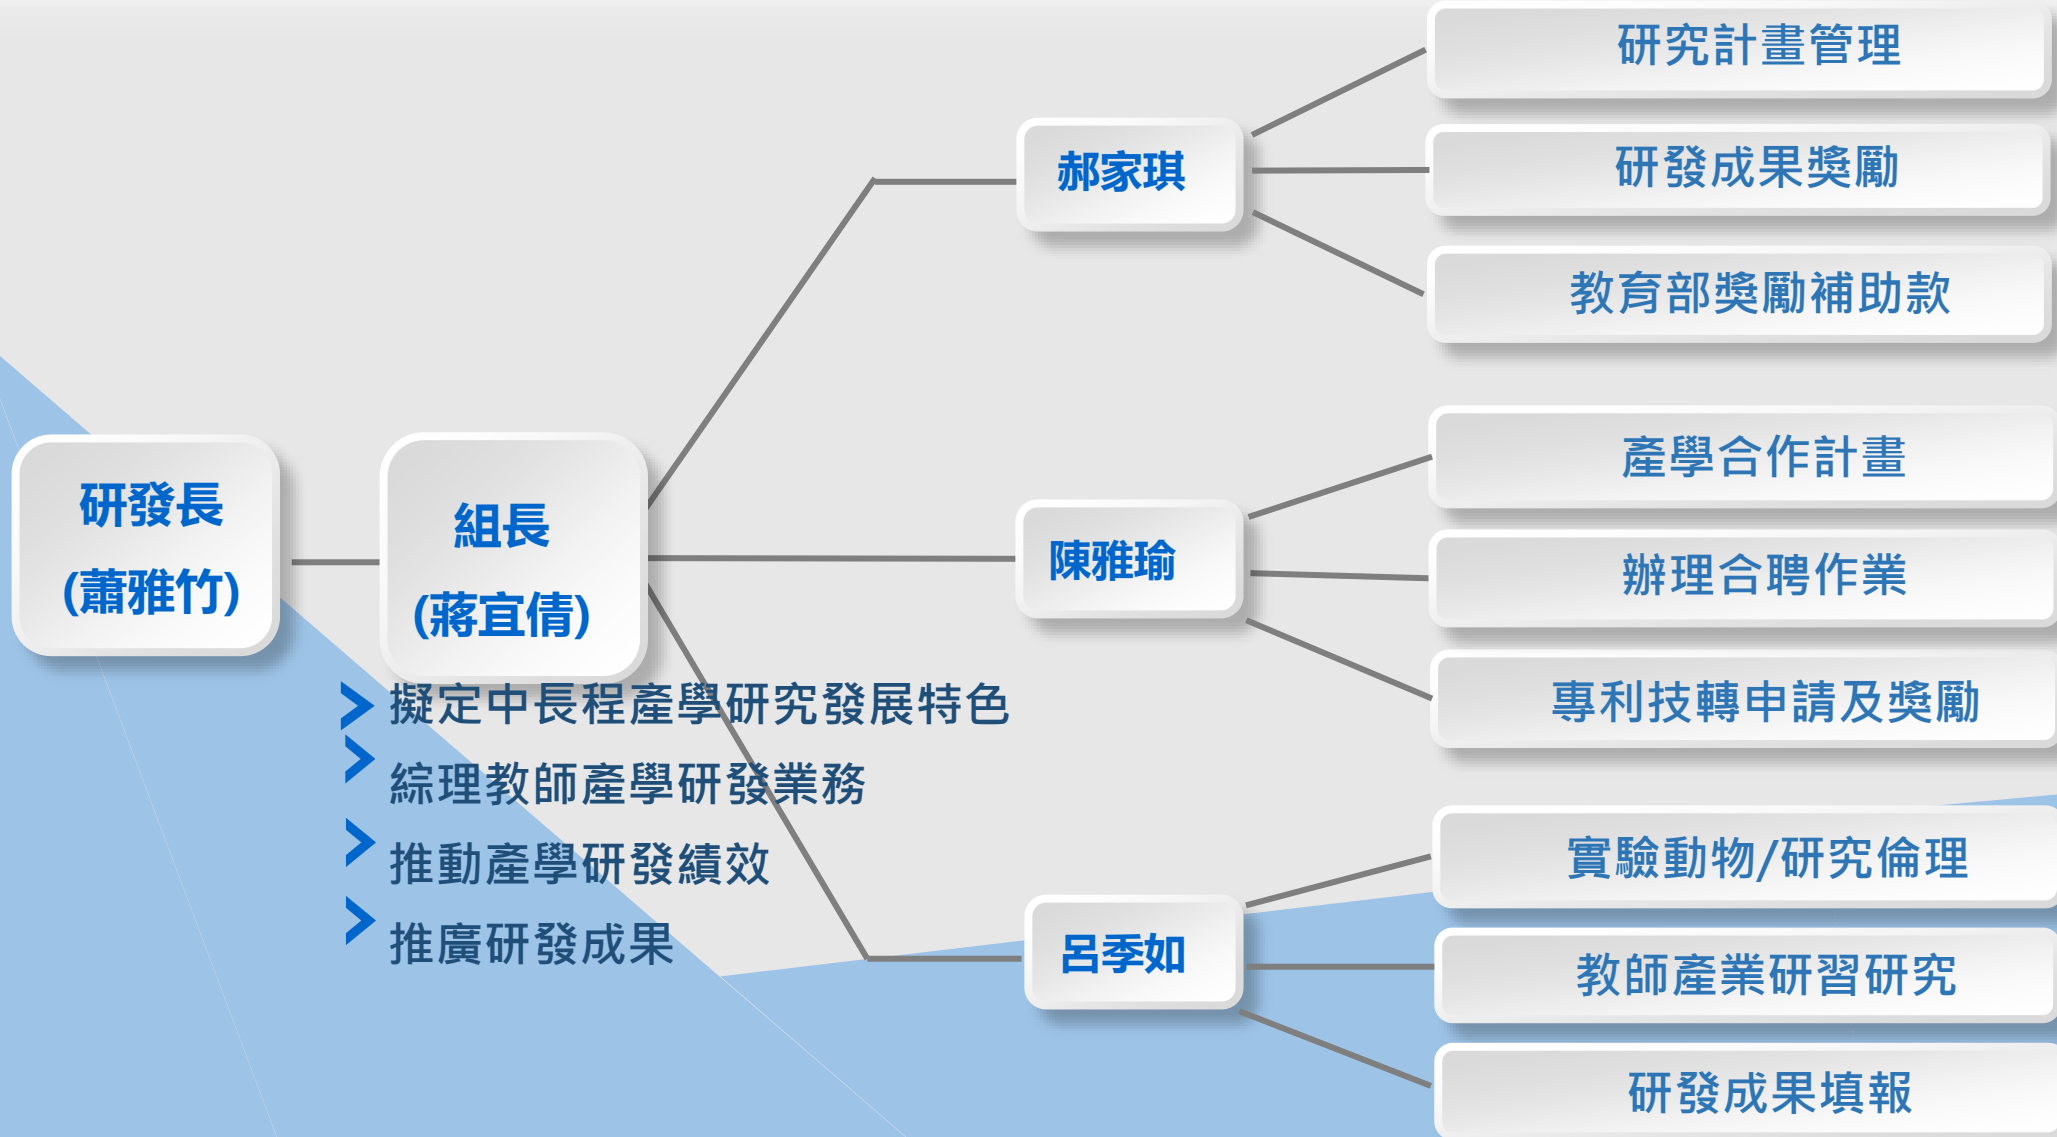 研發長
(蕭雅竹)
組長
(蔣宜倩)
擬定中長程產學研究發展特色
綜理教師產學研發業務
推動產學研發績效
推廣研發成果
郝家琪
研究計畫管理
研發成果獎勵
教育部獎勵補助款
陳雅瑜
產學合作計畫
辦理合聘作業
專利技轉申請及獎勵
呂季如
實驗動物/研究倫理
教師產業研習研究
研發成果填報